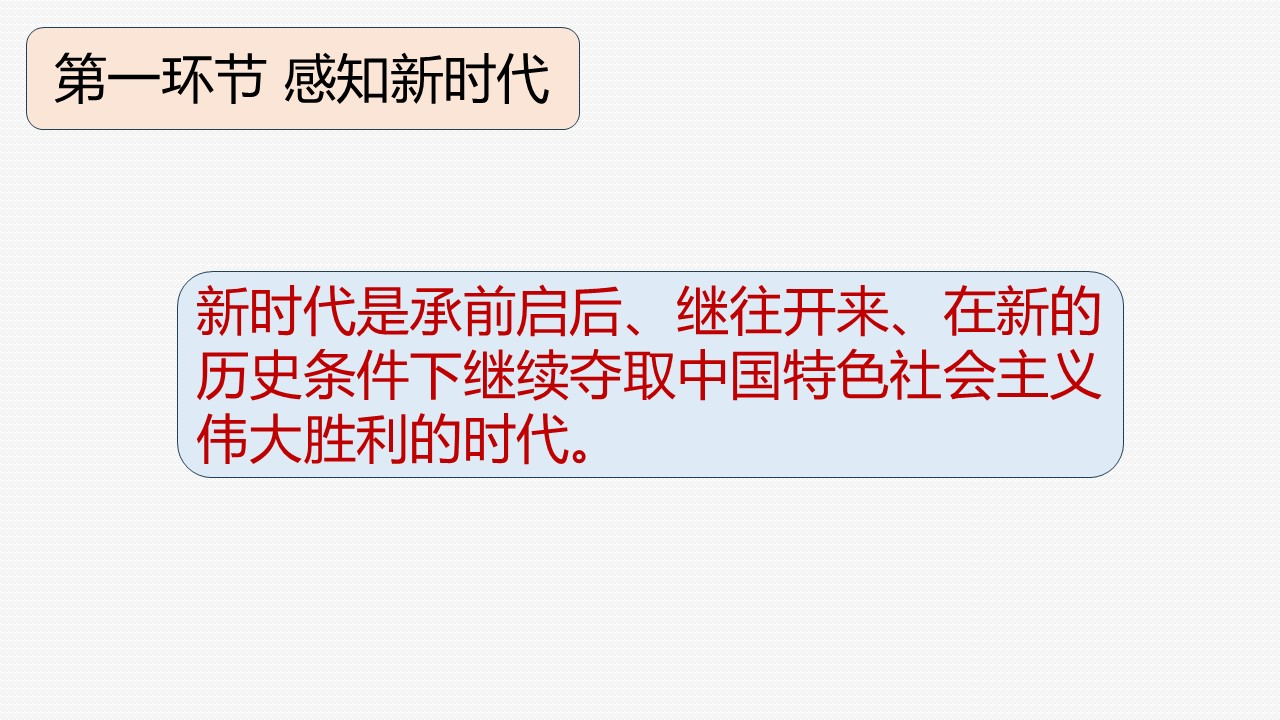 第一环节 感知新时代
新时代是承前启后、继往开来、在新的
历史条件下继续夺取中国特色社会主义
伟大胜利的时代。